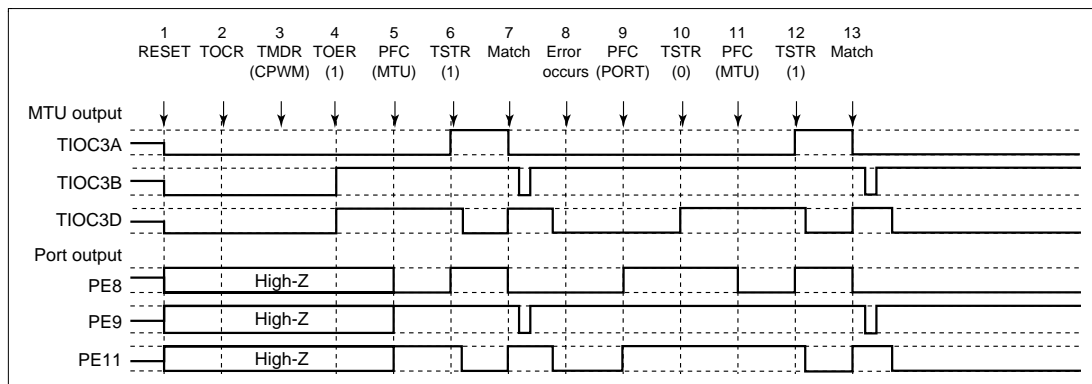 1 2 3 4 5 6 7 8 9 10 11 12 13
RESET TOCR TMDR TOER PFC TSTR Match Error PFC TSTR PFC TSTR Match
(CPWM) (1) (MTU) (1) occurs (PORT) (0) (MTU) (1)
MTU output
TIOC3A
TIOC3B
TIOC3D
Port output
PE8 High-Z
PE9 High-Z
PE11 High-Z